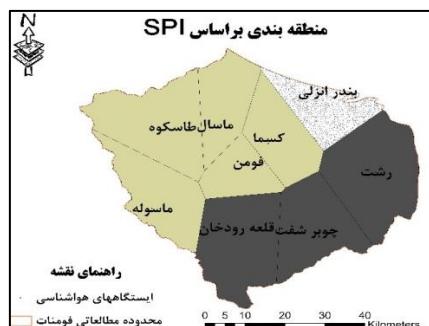 منطقه بندی براساس SPI
N
بندر انزلی
ماسال
طاسکوه
کسما
فومن
رشت
ماسوله
قلعه رودخان
چوبر شفت
راهنمای نقشه
ایستگاههای هواشناسی
محدوده مطالعاتی فومنات
0 5 10 20 30 40
Kilometers